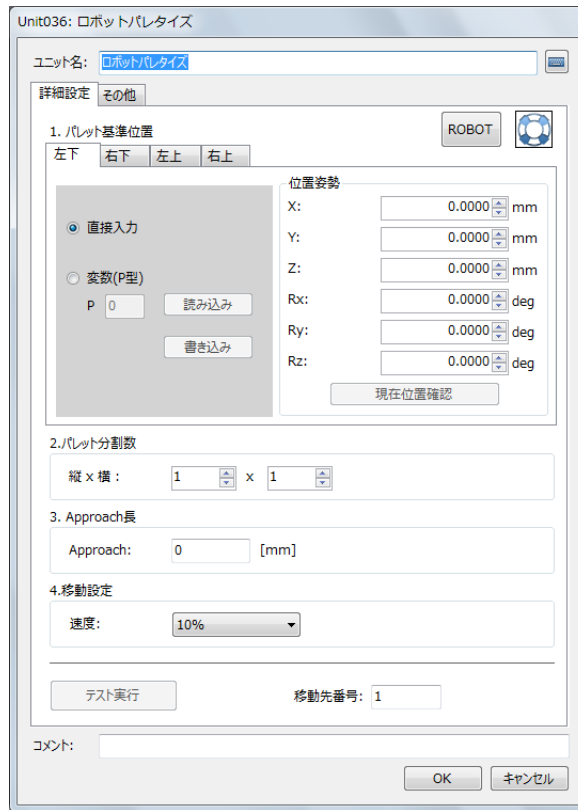 Unit036: ロボットパレタイズ
ユニット名: ロボットパレタイズ
詳細設定 その他
1. パレット基準位置 ROBOT
左下 右下 左上 右上
位置姿勢
直接入力
変数(P型)
P 0 読み込み
書き込み
X: 0.0000 mm
Y: 0.0000 mm
Z: 0.0000 mm
Rx: 0.0000 deg
Ry: 0.0000 deg
Rz: 0.0000 deg
現在位置確認
2.パレット分割数
縦 x 横 : 1 x 1
3. Approach長
Approach: 0 [mm]
4.移動設定
速度: 10%
テスト実行 移動先番号: 1
コメント:
OK キャンセル